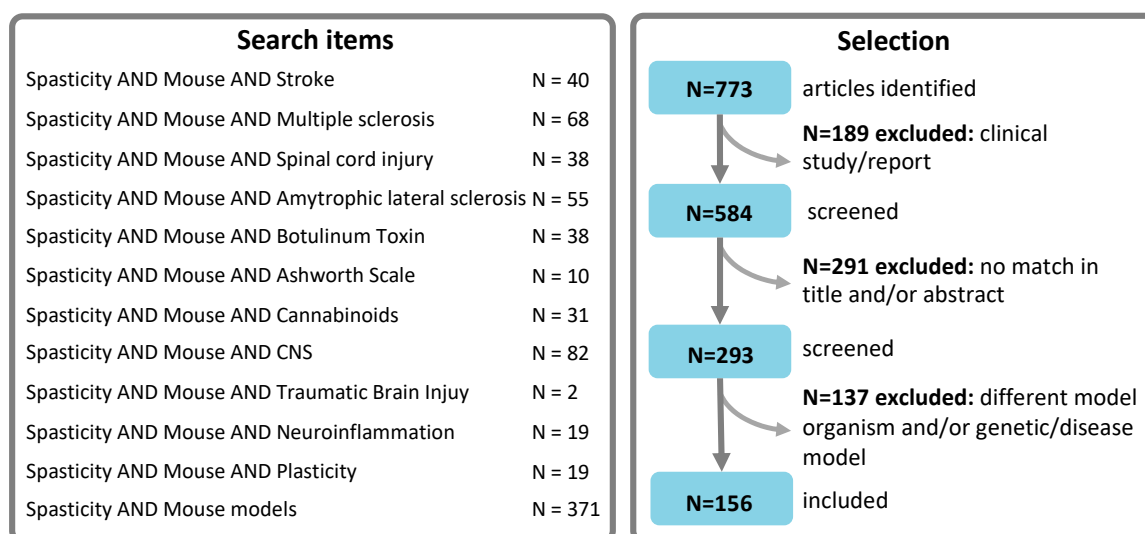 Search items
Spasticity AND Mouse AND Stroke N = 40
Spasticity AND Mouse AND Multiple sclerosis N = 68
Spasticity AND Mouse AND Spinal cord injury N = 38
Spasticity AND Mouse AND Amytrophic lateral sclerosis N = 55
Spasticity AND Mouse AND Botulinum Toxin N = 38
Spasticity AND Mouse AND Ashworth Scale N = 10
Spasticity AND Mouse AND Cannabinoids N = 31
Spasticity AND Mouse AND CNS N = 82
Spasticity AND Mouse AND Traumatic Brain Injuy N = 2
Spasticity AND Mouse AND Neuroinflammation N = 19
Spasticity AND Mouse AND Plasticity N = 19
Spasticity AND Mouse models N = 371
Selection
N=773 articles identified
N=189 excluded: clinical
study/report
N=584 screened
N=291 excluded: no match in
title and/or abstract
N=293 screened
N=137 excluded: different model
organism and/or genetic/disease
model
N=156 included